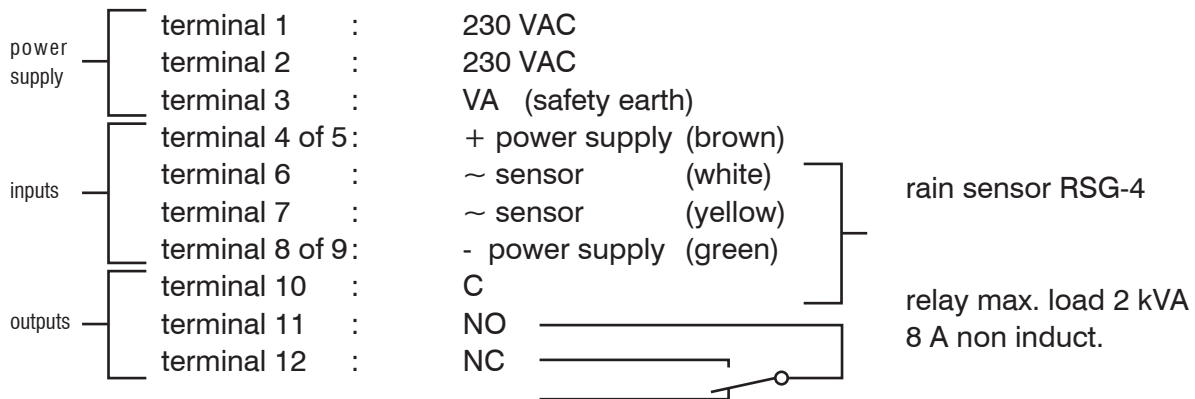 power supply
terminal 1 : 230 VAC
terminal 2 : 230 VAC
terminal 3 : VA (safety earth)
inputs
terminal 4 of 5: + power supply (brown)
terminal 6 : ~ sensor (white)
terminal 7 : ~ sensor (yellow)
terminal 8 of 9: - power supply (green)
rain sensor RSG-4
outputs
terminal 10 : C
terminal 11 : NO
terminal 12 : NC
relay max. load 2 kVA
8 A non induct.